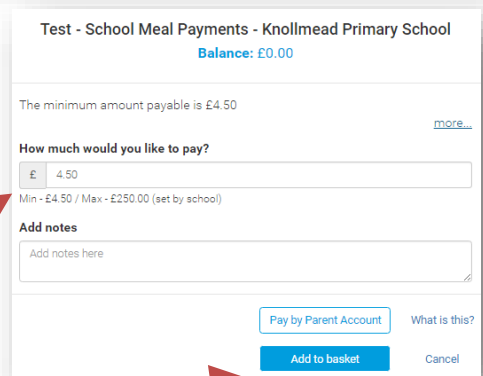 Test - School Meal Payments - Knollmead Primary School
Balance: £0.00
The minimum amount payable is £4.50
more...
How much would you like to pay?
£ 4.50
Min - £4.50 / Max - £250.00 (set by school)
Add notes
Add notes here
Pay by Parent Account What is this?
Add to basket Cancel